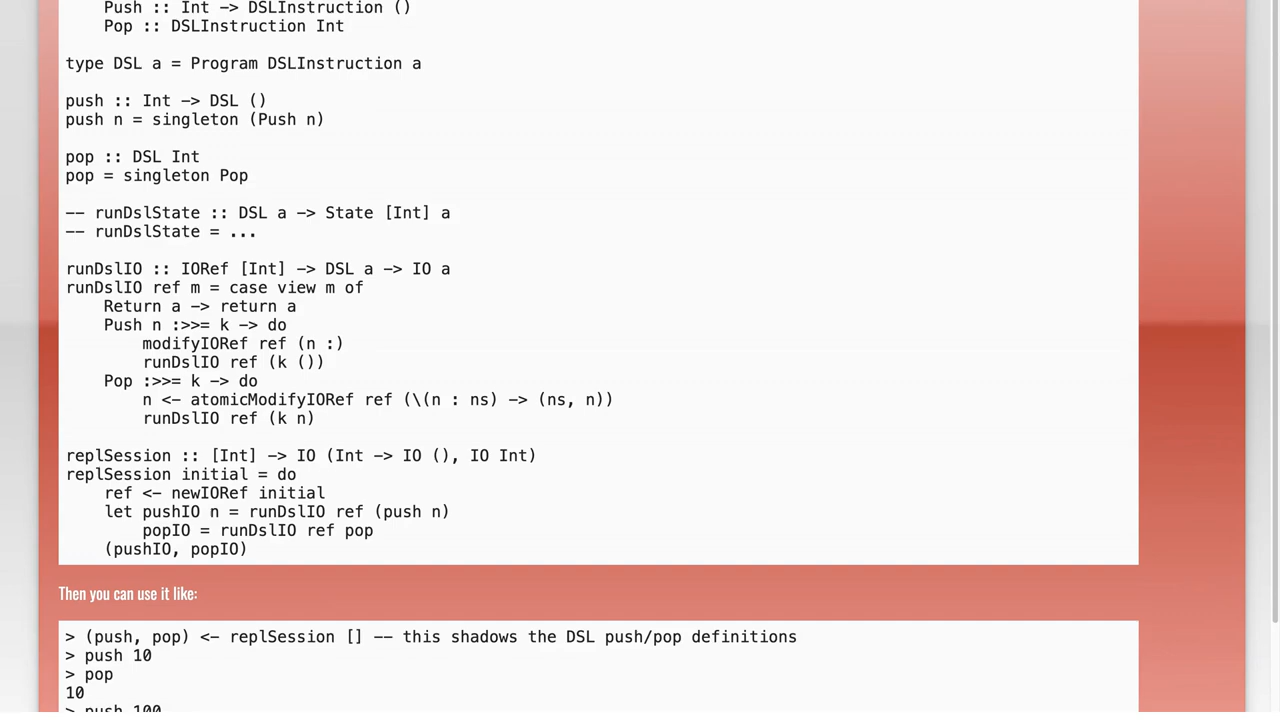 Push :: Int -> DSLInstruction ()
Pop :: DSLInstruction Int
type DSL a = Program DSLInstruction a
push :: Int -> DSL ()
push n = singleton (Push n)
pop :: DSL Int
pop = singleton Pop
-- runDslState :: DSL a -> State [Int] a
-- runDslState = ...
runDslIO :: IORef [Int] -> DSL a -> IO a
runDslIO ref m = case view m of
Return a -> return a
Push n :>>= k -> do
modifyIORef ref (n :)
runDslIO ref (k ())
Pop :>>= k -> do
n <- atomicModifyIORef ref (\(n : ns) -> (ns, n))
runDslIO ref (k n)
replSession :: [Int] -> IO (Int -> IO (), IO Int)
replSession initial = do
ref <- newIORef initial
let pushIO n = runDslIO ref (push n)
popIO = runDslIO ref pop
(pushIO, popIO)
Then you can use it like:
> (push, pop) <- replSession [] -- this shadows the DSL push/pop definitions
> push 10
> pop
10
> push 100